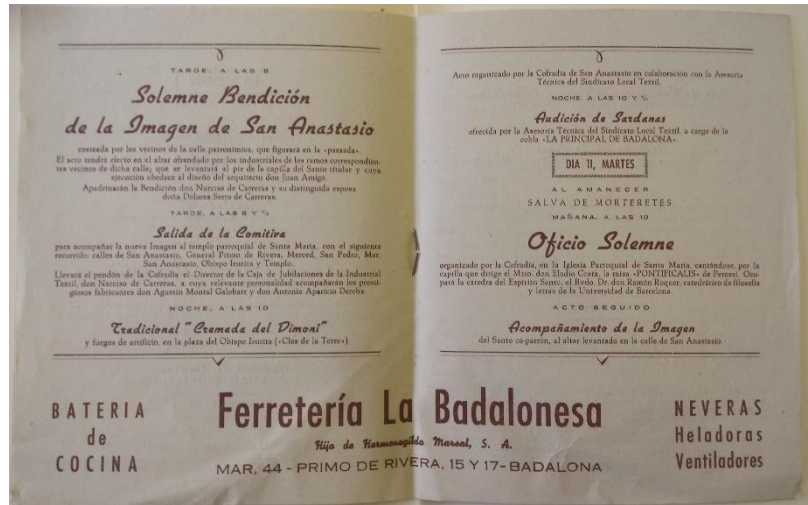 TARDE, A LAS 8
Solemne Bendición
de la Imagen de San Anastasio
costeada por los vecinos de la calle patronímica, que figurará en la «passada».
El acto tendrá efecto en el altar ofrendado por los industriales de los ramos correspondien-
tes vecinos de dicha calle, que se levantará al pie de la capilla del Santo titular y cuya
ejecución obedece al diseño del arquitecto don Juan Amigó.
Apadrinarán la Bendición don Narciso de Carreras y su distinguida esposa
doña Dolores Serra de Carreras.
TARDE, A LAS 8 Y ½
Salida de la Comitiva
para acompañar la nueva Imagen al templo parroquial de Santa María, con el siguiente
recorrido: calles de San Anastasio, General Primo de Rivera, Merced, San Pedro, Mar,
San Anastasio, Obispo Irurita y Templo.
Llevará el pendón de la Cofradía el Director de la Caja de Jubilaciones de la Industrial
Textil, don Narciso de Carreras, a cuya relevante personalidad acompañarán los presti-
giosos fabricantes don Agustín Montal Galobart y don Antonio Aparicio Dereba.
NOCHE, A LAS 10
Tradicional "Cremada del Dimoni"
y fuegos de artificio, en la plaza del Obispo Irurita («Clos de la Torre»)
Acto organizado por la Cofradía de San Anastasio en colaboración con la Asesoría
Técnica del Sindicato Local Textil.
NOCHE, A LAS 10 Y ½
Audición de Sardanas
ofrecida por la Asesoría Técnica del Sindicato Local Textil, a cargo de la
cobla «LA PRINCIPAL DE BADALONA».
DIA 11, MARTES
AL AMANECER
SALVA DE MORTERETES
MAÑANA, A LAS 10
Oficio Solemne
organizado por la Cofradía, en la Iglesia Parroquial de Santa María, cantándose, por la
capilla que dirige el Mtro. don Eladio Costa, la misa «PONTIFICALIS» de Perossi. Ocu-
pará la cátedra del Espíritu Santo, el Rvdo. Dr. don Ramón Roquer, catedrático de filosofía
y letras de la Universidad de Barcelona
ACTO SEGUIDO
Acompañamiento de la Imagen
del Santo co-patrón, al altar levantado en la calle de San Anastasio.
BATERIA
de
COCINA
Ferretería La Badalonesa
Hijo de Hermenegildo Marsal, S. A.
MAR, 44 - PRIMO DE RIVERA, 15 Y 17 - BADALONA
NEVERAS
Heladoras
Ventiladores